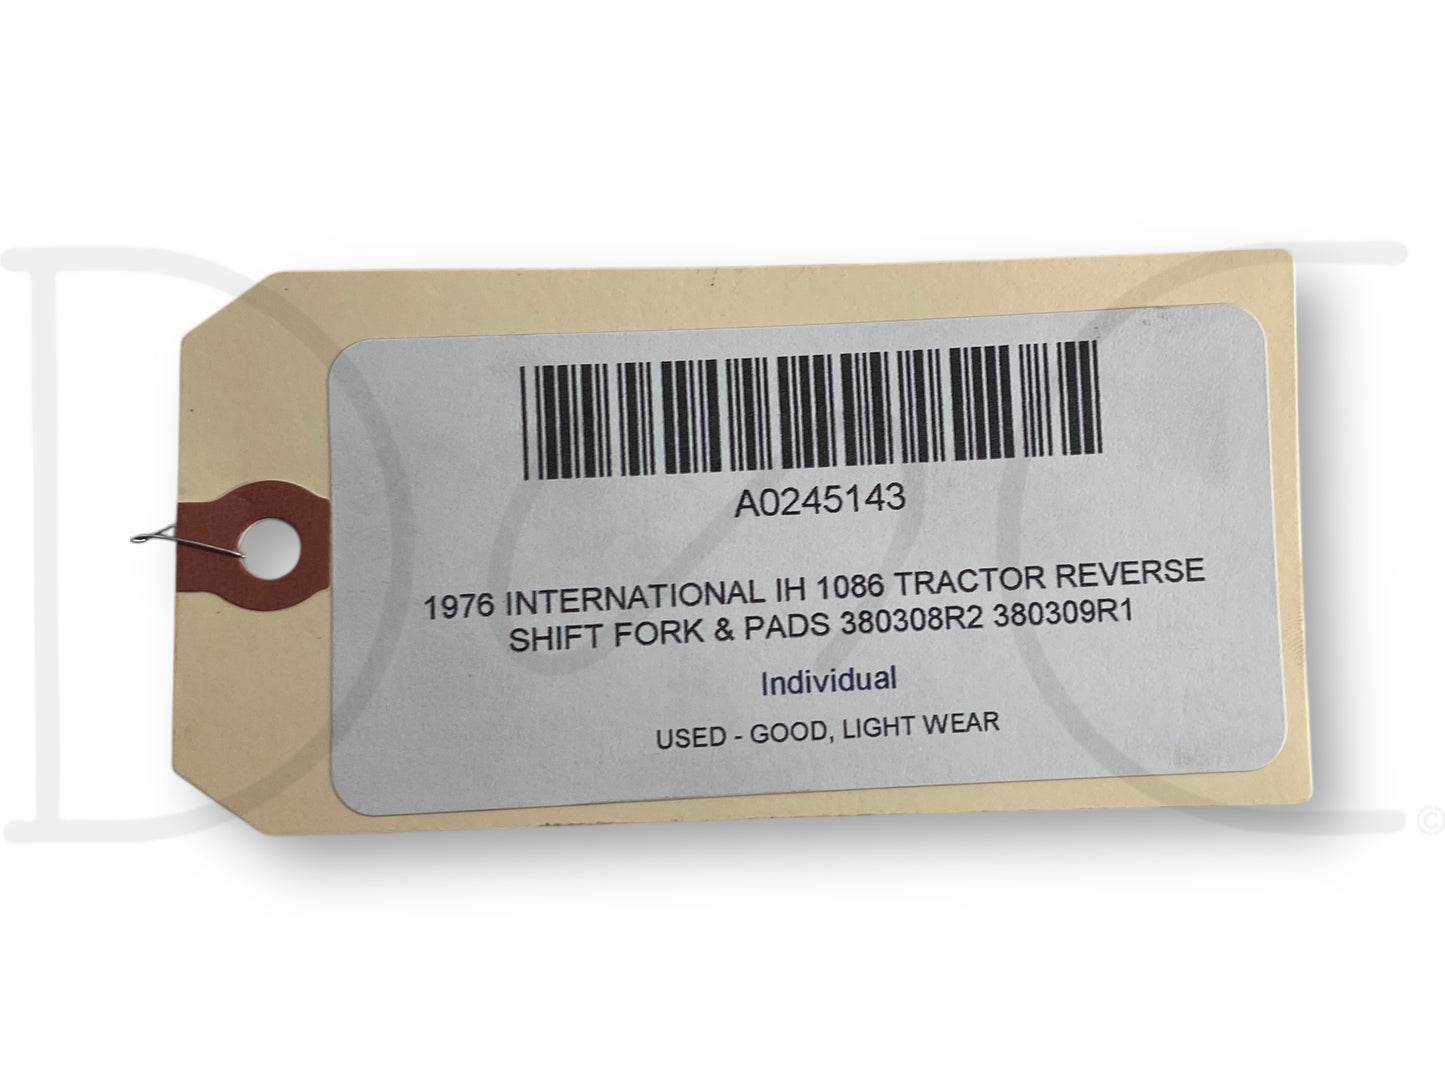 A0245143
1976 INTERNATIONAL IH 1086 TRACTOR REVERSE
SHIFT FORK & PADS 380308R2 380309R1
Individual
USED - GOOD, LIGHT WEAR
©